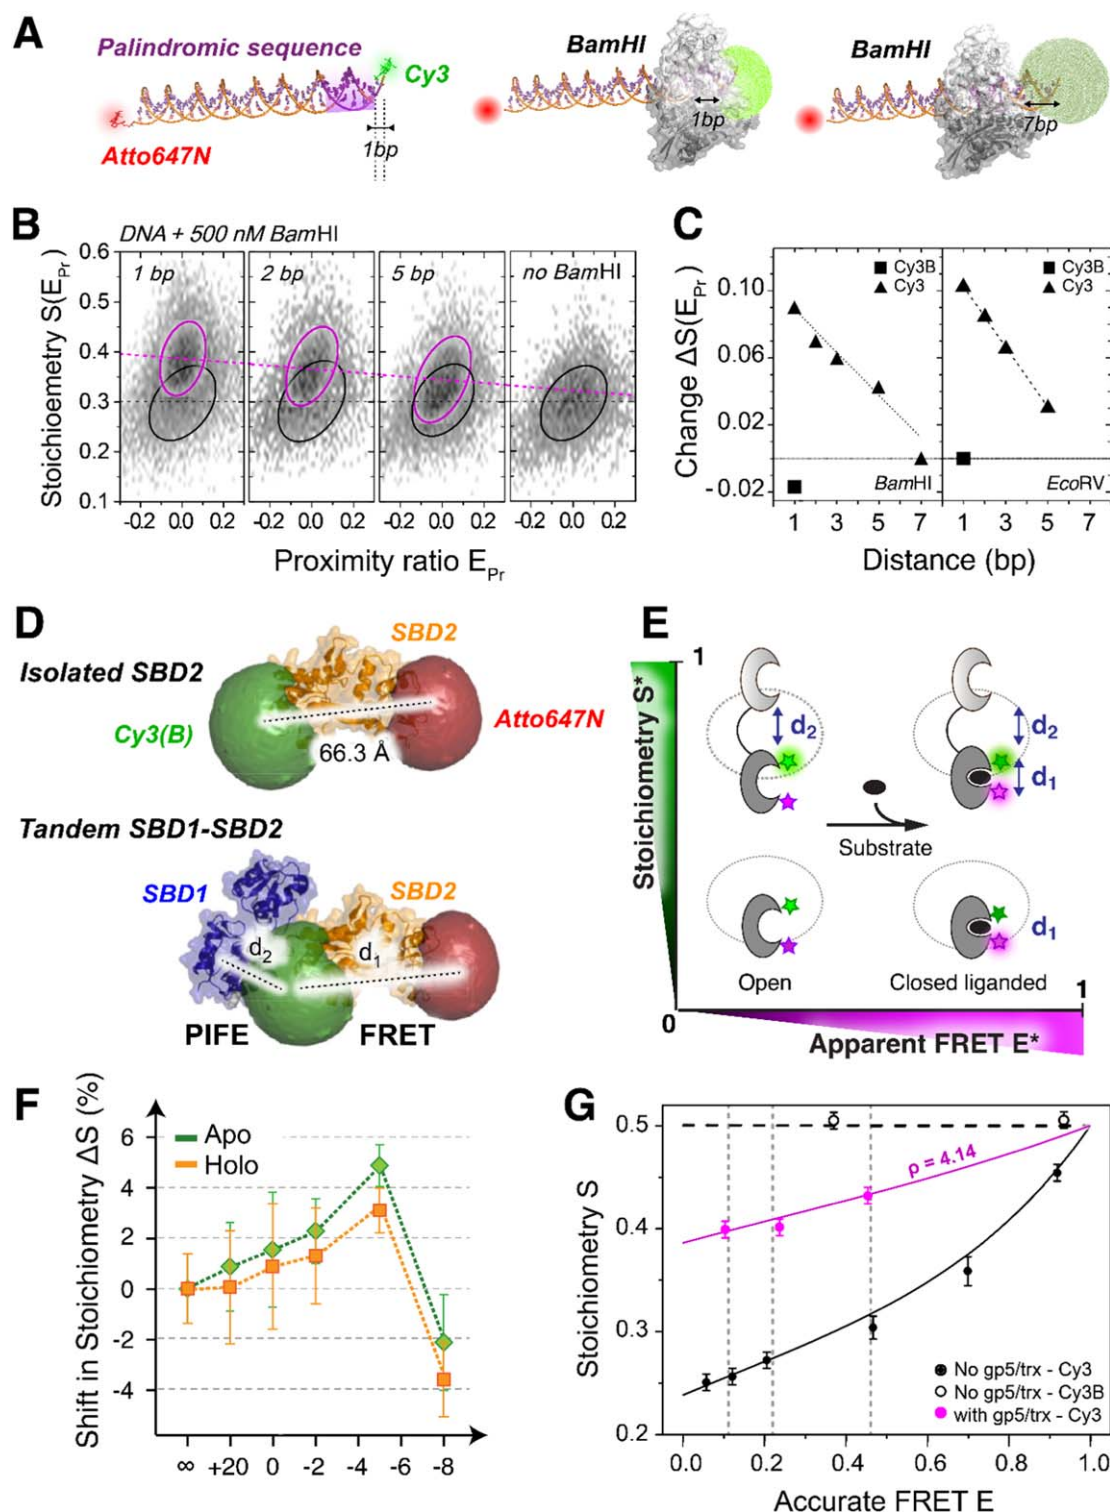 A
Palindromic sequence
Cy3
1bp
Atto647N
BamHI
1bp
BamHI
7bp
B
DNA + 500 nM BamHI
Stoichiometry S(E_Pr)
0.6
0.5
0.4
0.3
0.2
0.1
1 bp
2 bp
5 bp
no BamHI
-0.2 0.0 0.2 -0.2 0.0 0.2 -0.2 0.0 0.2 -0.2 0.0 0.2
Proximity ratio E_Pr
C
Change ΔS(E_Pr)
0.10
0.06
0.02
-0.02
Cy3B
Cy3
Cy3B
Cy3
BamHI
EcoRV
1 3 5 7 1 3 5 7
Distance (bp)
D
Isolated SBD2
SBD2
Cy3(B)
Atto647N
66.3 Å
Tandem SBD1-SBD2
SBD1
SBD2
d2
d1
PIFE
FRET
E
Stoichiometry S*
1
d2
d2
d1
Substrate
d1
Open
Closed liganded
0
1
Apparent FRET E*
F
Shift in Stoichiometry ΔS (%)
Apo
Holo
6
4
2
0
-2
-4
∞ +20 0 -2 -4 -6 -8
G
Stoichiometry S
0.5
0.4
0.3
0.2
ρ = 4.14
No gp5/trx - Cy3
No gp5/trx - Cy3B
with gp5/trx - Cy3
0.0 0.2 0.4 0.6 0.8 1.0
Accurate FRET E